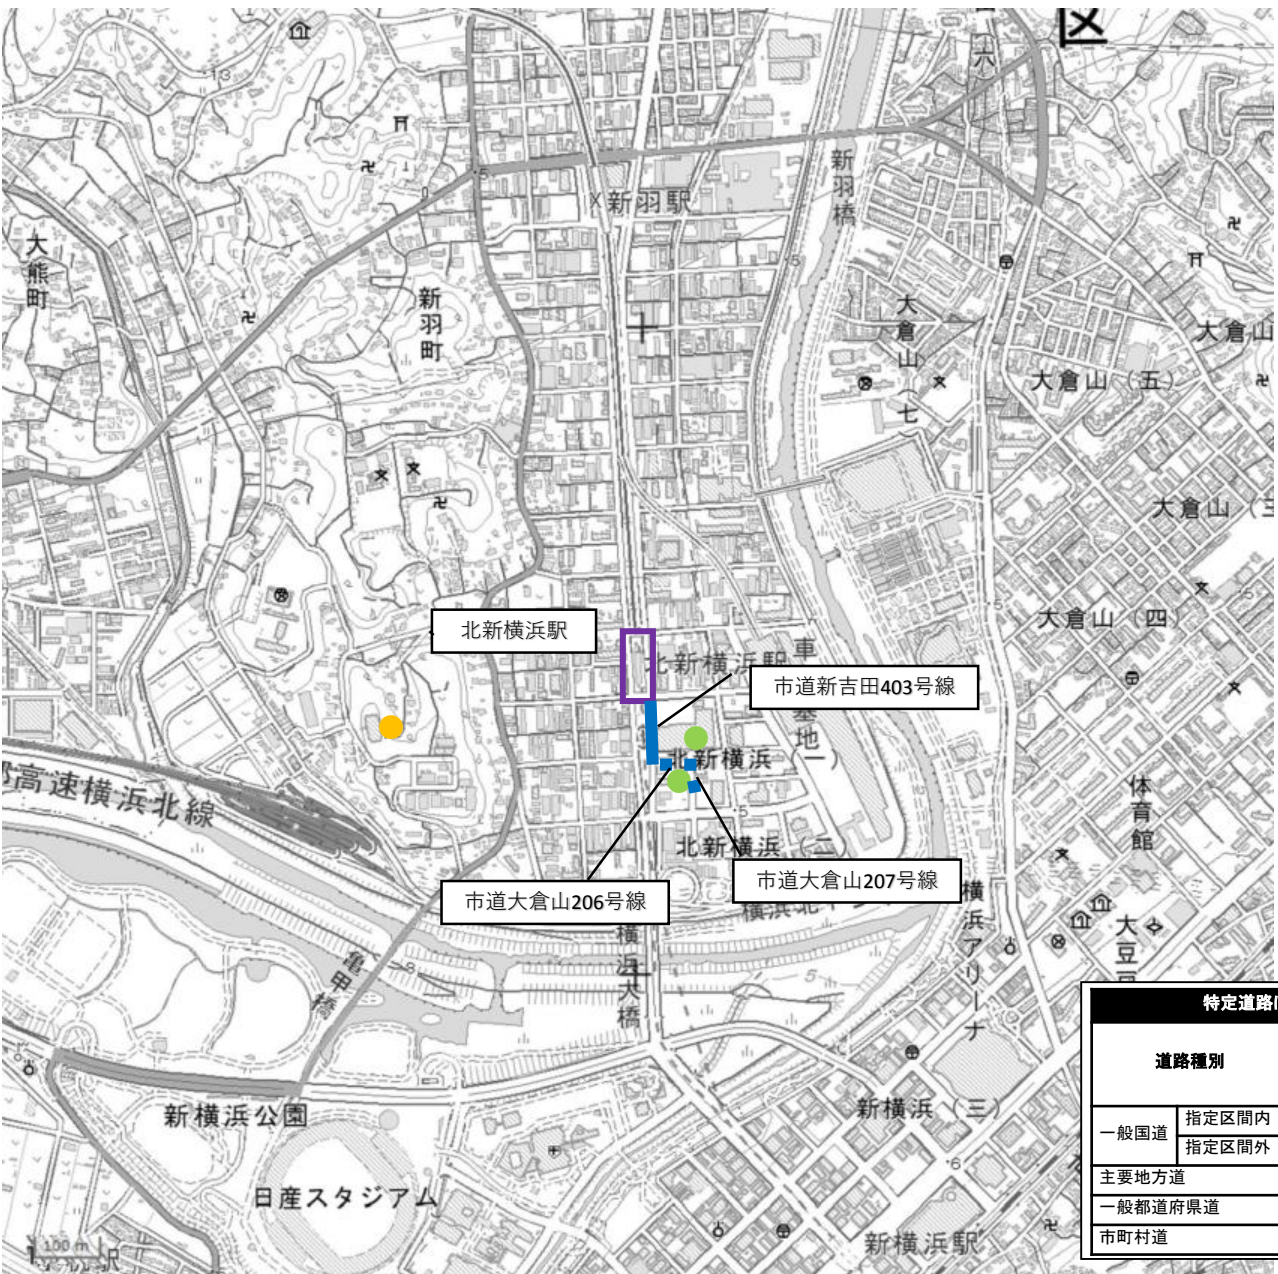 区
六
新羽駅
新羽橋
大熊町
新羽町
大倉山(七)
大倉山
大倉山(五)
大倉山(三
大倉山(四)
北新横浜駅
北新横浜駅
車
基地
市道新吉田403号線
北新横浜(一)
高速横浜北線
体育館
北新横浜(二)
市道大倉山207号線
市道大倉山206号線
横浜北
横浜アリーナ
大豆
横浜大橋
亀甲橋
新横浜公園
新横浜(三)
日産スタジアム
新横浜駅
100 m
駅
特定道路
道路種別
一般国道
指定区間内
指定区間外
主要地方道
一般都道府県道
市町村道